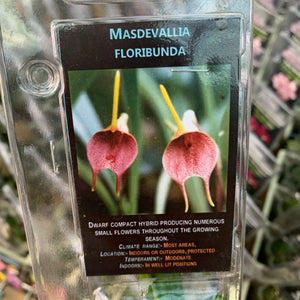 MASDEVALLIA
FLORIBUNDA
DWARF COMPACT HYBRID PRODUCING NUMEROUS
SMALL FLOWERS THROUGHOUT THE GROWING
SEASON.
CLIMATE RANGE:- MOST AREAS,
LOCATION:- INDOORS OR OUTDOORS, PROTECTED
TEMPERAMENT:- MODERATE
INDOORS:- IN WELL LIT POSITIONS